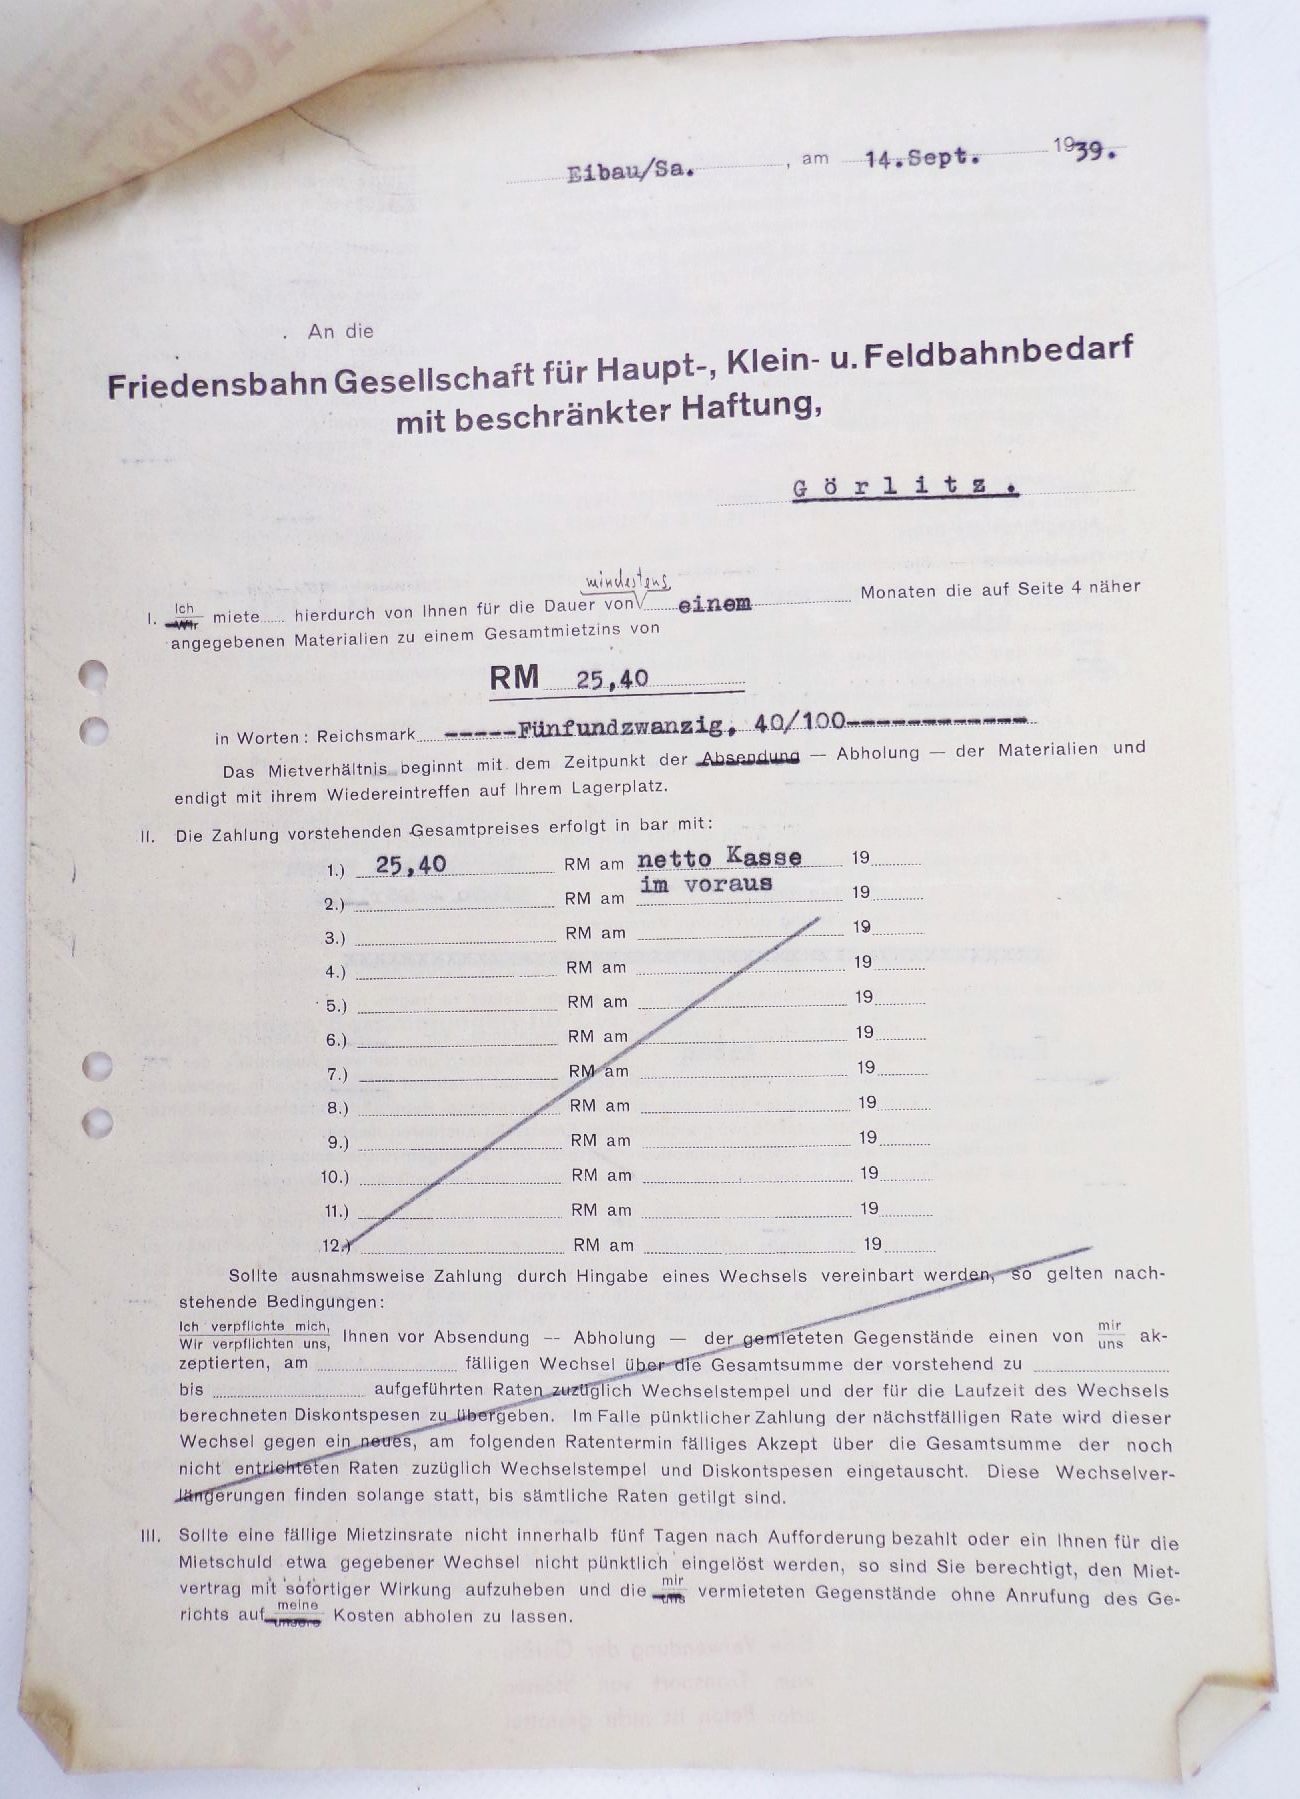 FRIEDEN
Eibau/Sa. , am 14.Sept. 1939.
An die
Friedensbahn Gesellschaft für Haupt-, Klein- u. Feldbahnbedarf
mit beschränkter Haftung,
Görlitz.
mindestens
I. Ich/Wir miete..... hierdurch von Ihnen für die Dauer von einem Monaten die auf Seite 4 näher
angegebenen Materialien zu einem Gesamtmietzins von
RM 25,40
in Worten: Reichsmark -----Fünfundzwanzig, 40/100------------
Das Mietverhältnis beginnt mit dem Zeitpunkt der Absendung — Abholung — der Materialien und
endigt mit ihrem Wiedereintreffen auf Ihrem Lagerplatz.
II. Die Zahlung vorstehenden Gesamtpreises erfolgt in bar mit:
1.) 25,40 RM am netto Kasse 19
2.) RM am im voraus 19
3.) RM am 19
4.) RM am 19
5.) RM am 19
6.) RM am 19
7.) RM am 19
8.) RM am 19
9.) RM am 19
10.) RM am 19
11.) RM am 19
12.) RM am 19
Sollte ausnahmsweise Zahlung durch Hingabe eines Wechsels vereinbart werden, so gelten nach-
stehende Bedingungen:
Ich verpflichte mich,/Wir verpflichten uns, Ihnen vor Absendung — Abholung — der gemieteten Gegenstände einen von mir/uns ak-
zeptierten, am fälligen Wechsel über die Gesamtsumme der vorstehend zu
bis aufgeführten Raten zuzüglich Wechselstempel und der für die Laufzeit des Wechsels
berechneten Diskontspesen zu übergeben. Im Falle pünktlicher Zahlung der nächstfälligen Rate wird dieser
Wechsel gegen ein neues, am folgenden Ratentermin fälliges Akzept über die Gesamtsumme der noch
nicht entrichteten Raten zuzüglich Wechselstempel und Diskontspesen eingetauscht. Diese Wechselver-
längerungen finden solange statt, bis sämtliche Raten getilgt sind.
III. Sollte eine fällige Mietzinsrate nicht innerhalb fünf Tagen nach Aufforderung bezahlt oder ein Ihnen für die
Mietschuld etwa gegebener Wechsel nicht pünktlich eingelöst werden, so sind Sie berechtigt, den Miet-
vertrag mit sofortiger Wirkung aufzuheben und die mir/uns vermieteten Gegenstände ohne Anrufung des Ge-
richts auf meine/unsere Kosten abholen zu lassen.